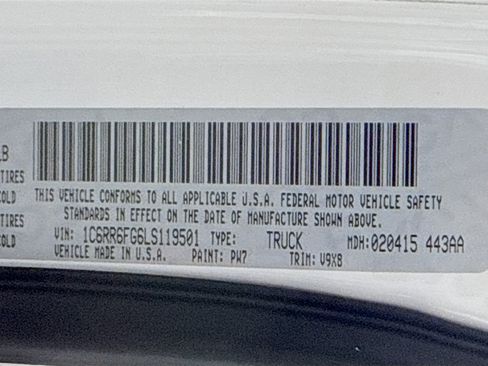 LB
TIRES
COLD
TIRES
COLD
THIS VEHICLE CONFORMS TO ALL APPLICABLE U.S.A. FEDERAL MOTOR VEHICLE SAFETY
STANDARDS IN EFFECT ON THE DATE OF MANUFACTURE SHOWN ABOVE.
VIN: 1C6RR6FG6LS119501 TYPE: TRUCK MDH:020415 443AA
VEHICLE MADE IN U.S.A. PAINT: PW7 TRIM: V9X8